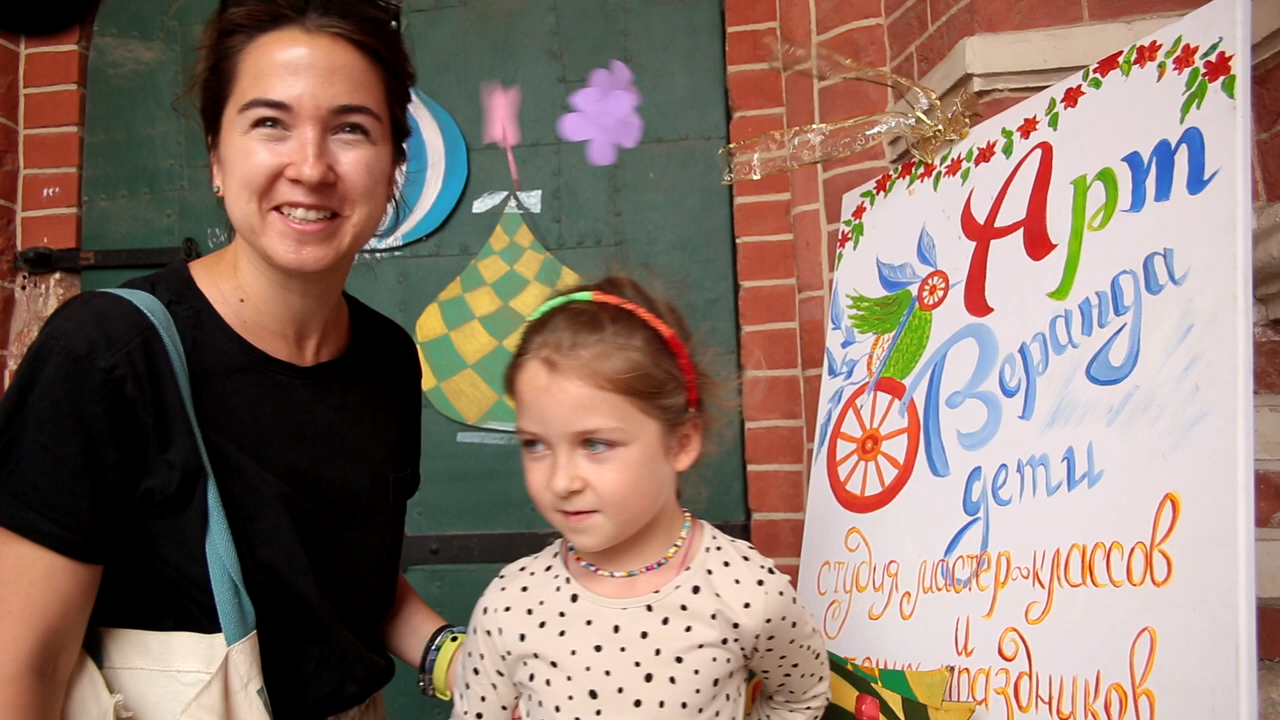 Арт
Веранда
дети
студия мастер~классов
и
праздников